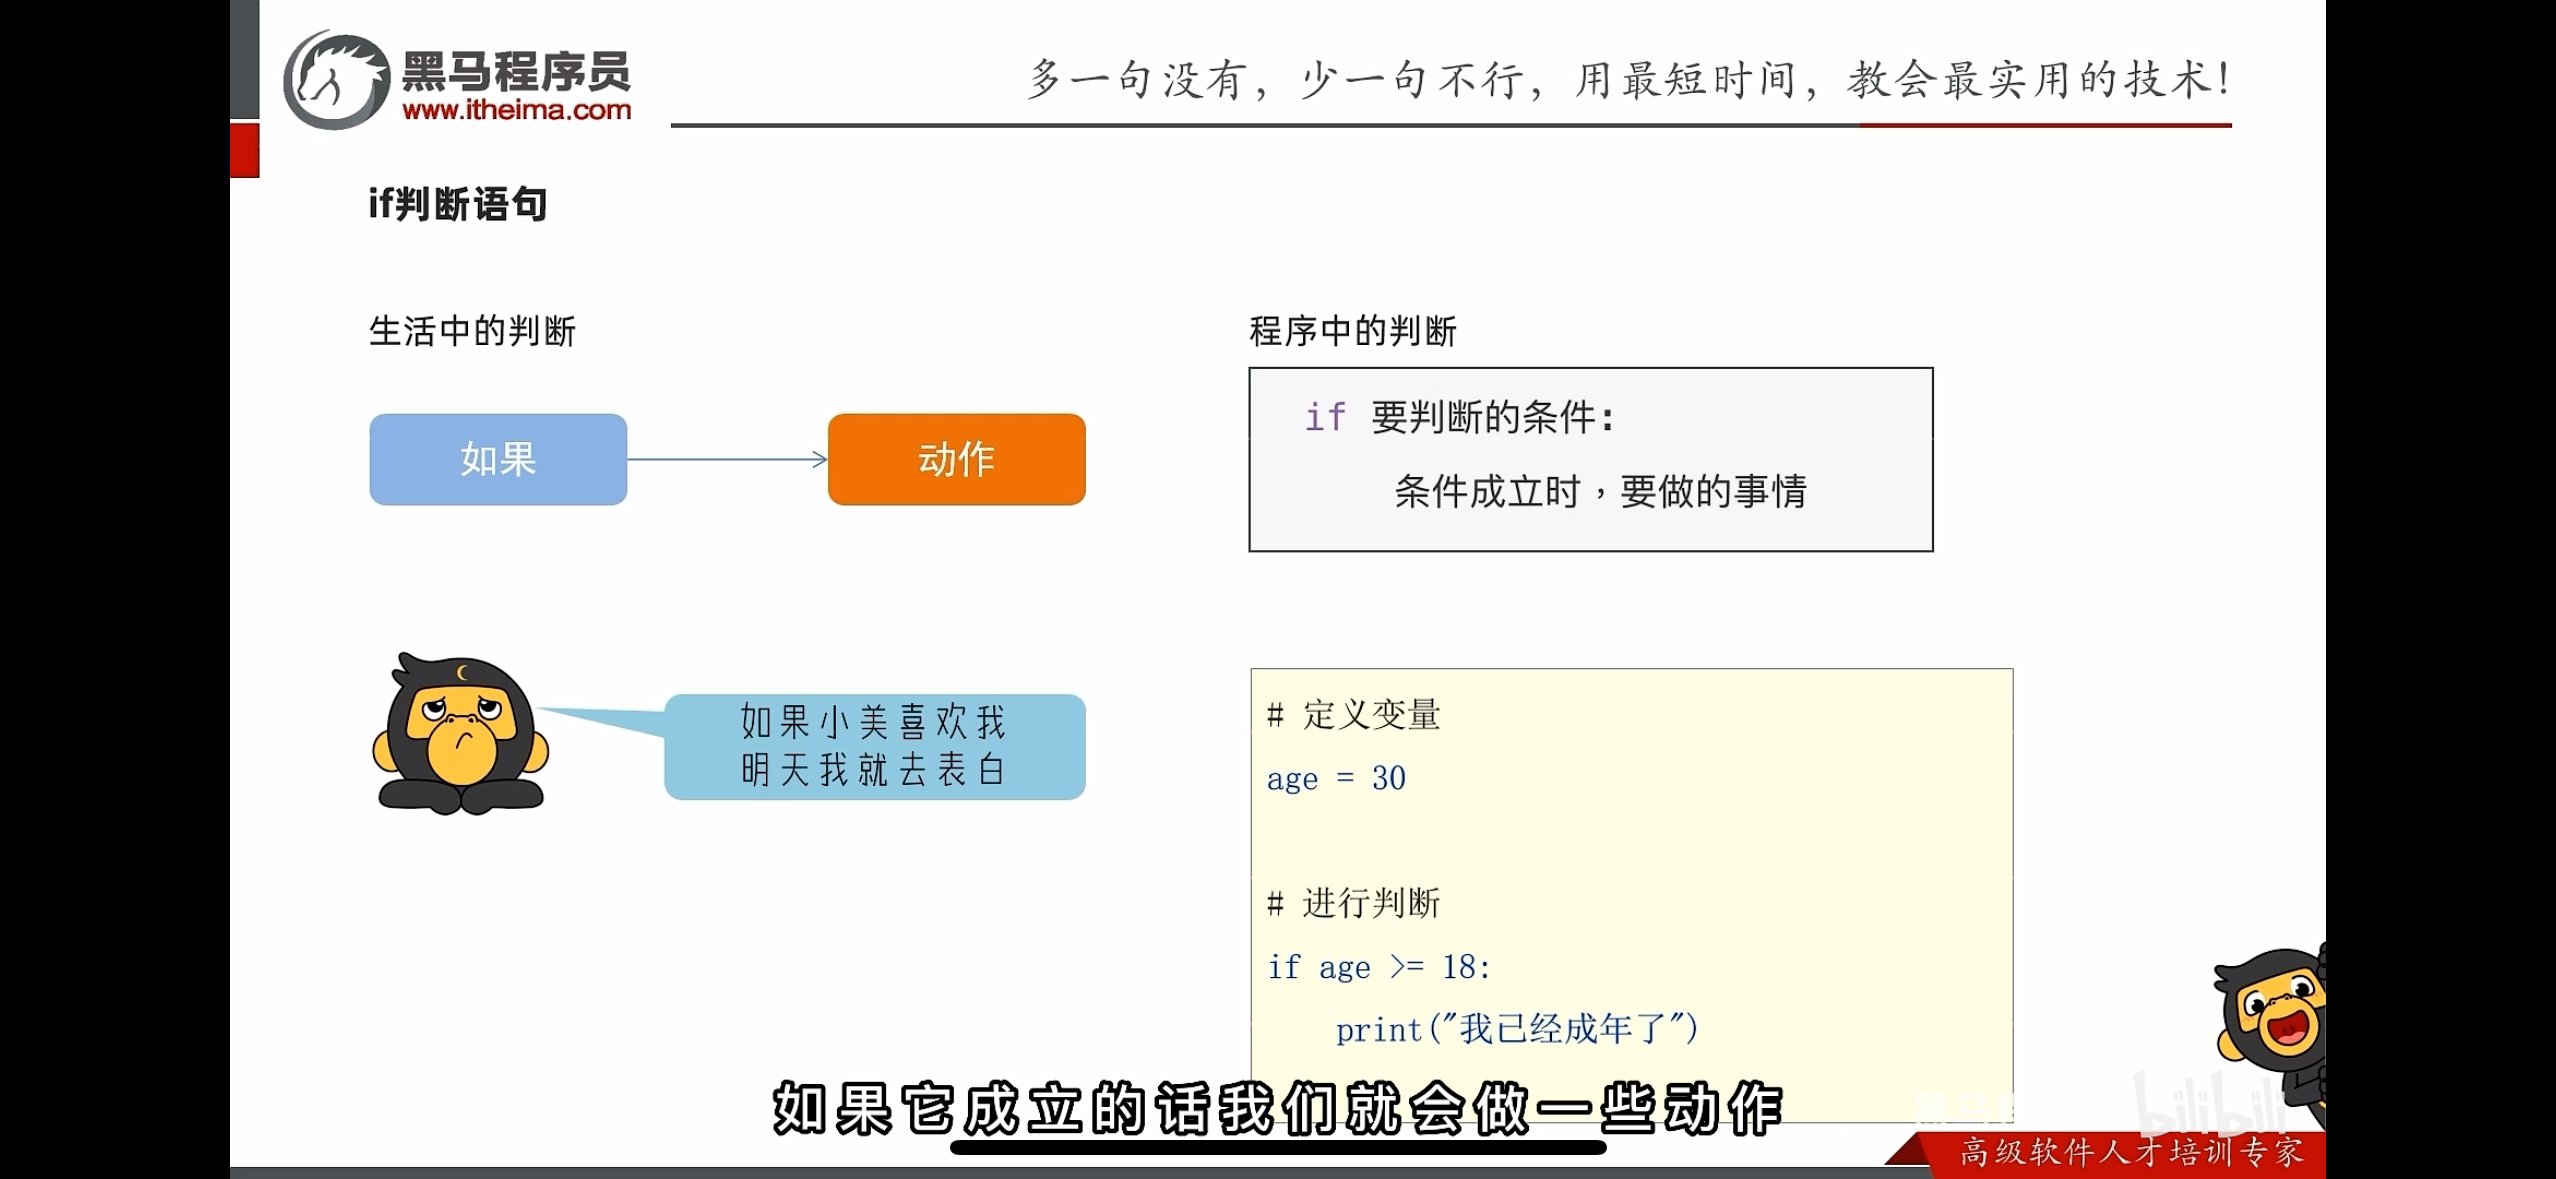 黑马程序员
www.itheima.com
多一句没有，少一句不行，用最短时间，教会最实用的技术！
if判断语句
生活中的判断
如果
动作
如果小美喜欢我
明天我就去表白
程序中的判断
if 要判断的条件:
条件成立时，要做的事情
# 定义变量
age = 30
# 进行判断
if age >= 18:
print("我已经成年了")
如果它成立的话我们就会做一些动作
bilibili
高级软件人才培训专家